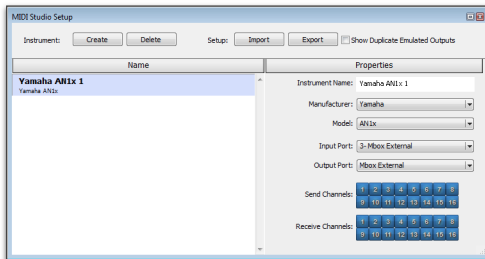 MIDI Studio Setup
Instrument: Create Delete Setup: Import Export Show Duplicate Emulated Outputs
Name Properties
Yamaha AN1x 1
Yamaha AN1x
Instrument Name: Yamaha AN1x 1
Manufacturer: Yamaha
Model: AN1x
Input Port: 3- Mbox External
Output Port: Mbox External
Send Channels: 1 2 3 4 5 6 7 8
9 10 11 12 13 14 15 16
Receive Channels: 1 2 3 4 5 6 7 8
9 10 11 12 13 14 15 16